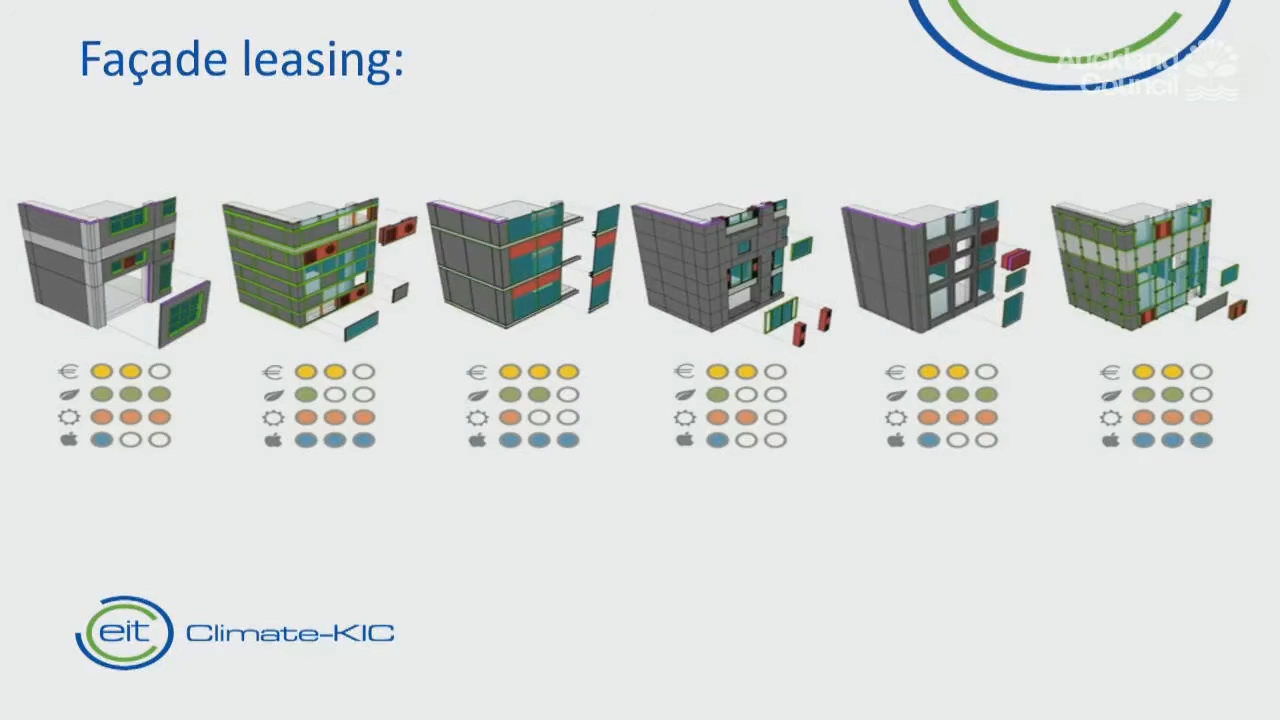 Façade leasing:
Auckland
Council
€
€
€
€
€
€
eit Climate-KIC